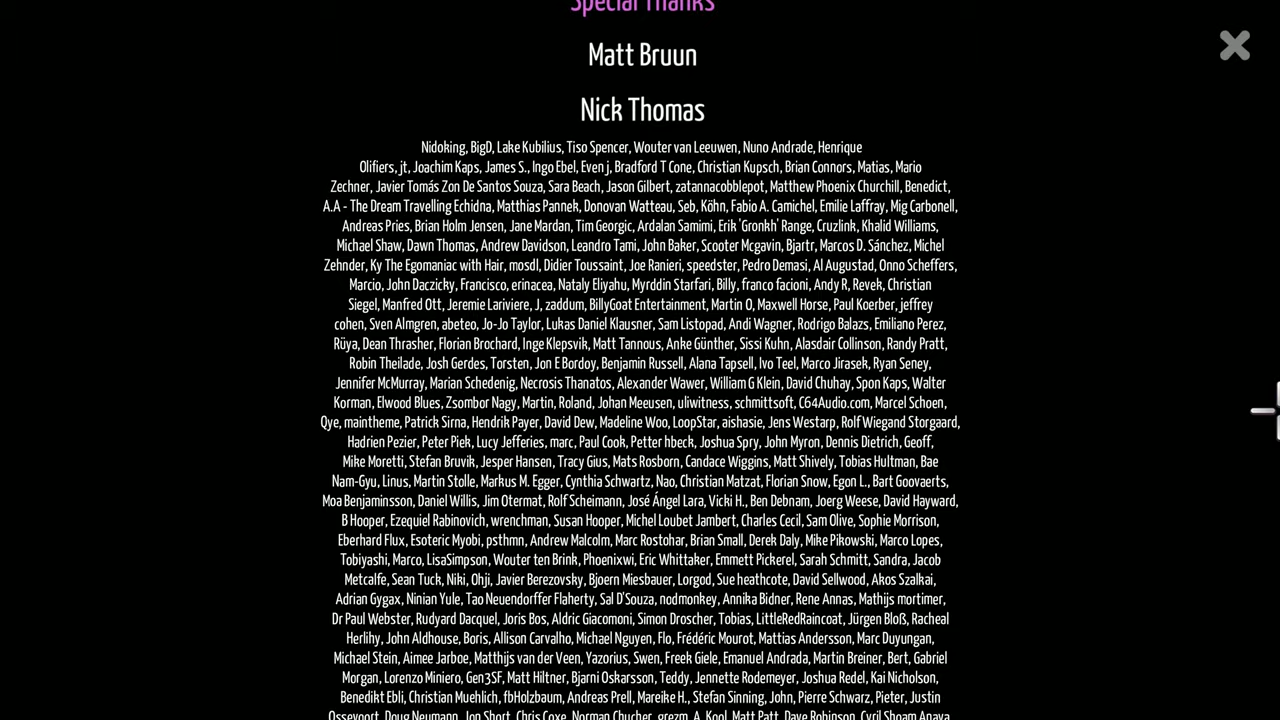 Special Thanks
Matt Bruun
Nick Thomas
Nidoking, BigD, Lake Kubilius, Tiso Spencer, Wouter van Leeuwen, Nuno Andrade, Henrique
Olifiers, jt, Joachim Kaps, James S., Ingo Ebel, Even j, Bradford T Cone, Christian Kupsch, Brian Connors, Matias, Mario
Zechner, Javier Tomás Zon De Santos Souza, Sara Beach, Jason Gilbert, zatannacobblepot, Matthew Phoenix Churchill, Benedict,
A.A - The Dream Travelling Echidna, Matthias Pannek, Donovan Watteau, Seb, Köhn, Fabio A. Camichel, Emilie Laffray, Mig Carbonell,
Andreas Pries, Brian Holm Jensen, Jane Mardan, Tim Georgic, Ardalan Samimi, Erik 'Gronkh' Range, Cruzlink, Khalid Williams,
Michael Shaw, Dawn Thomas, Andrew Davidson, Leandro Tami, John Baker, Scooter Mcgavin, Bjartr, Marcos D. Sánchez, Michel
Zehnder, Ky The Egomaniac with Hair, mosdl, Didier Toussaint, Joe Ranieri, speedster, Pedro Demasi, Al Augustad, Onno Scheffers,
Marcio, John Daczicky, Francisco, erinacea, Nataly Eliyahu, Myrddin Starfari, Billy, franco facioni, Andy R, Revek, Christian
Siegel, Manfred Ott, Jeremie Lariviere, J, zaddum, BillyGoat Entertainment, Martin O, Maxwell Horse, Paul Koerber, jeffrey
cohen, Sven Almgren, abeteo, Jo-Jo Taylor, Lukas Daniel Klausner, Sam Listopad, Andi Wagner, Rodrigo Balazs, Emiliano Perez,
Rüya, Dean Thrasher, Florian Brochard, Inge Klepsvik, Matt Tannous, Anke Günther, Sissi Kuhn, Alasdair Collinson, Randy Pratt,
Robin Theilade, Josh Gerdes, Torsten, Jon E Bordoy, Benjamin Russell, Alana Tapsell, Ivo Teel, Marco Jirasek, Ryan Seney,
Jennifer McMurray, Marian Schedenig, Necrosis Thanatos, Alexander Wawer, William G Klein, David Chuhay, Spon Kaps, Walter
Korman, Elwood Blues, Zsombor Nagy, Martin, Roland, Johan Meeusen, uliwitness, schmittsoft, C64Audio.com, Marcel Schoen,
Qye, maintheme, Patrick Sirna, Hendrik Payer, David Dew, Madeline Woo, LoopStar, aishasie, Jens Westarp, Rolf Wiegand Storgaard,
Hadrien Pezier, Peter Piek, Lucy Jefferies, marc, Paul Cook, Petter hbeck, Joshua Spry, John Myron, Dennis Dietrich, Geoff,
Mike Moretti, Stefan Bruvik, Jesper Hansen, Tracy Gius, Mats Rosborn, Candace Wiggins, Matt Shively, Tobias Hultman, Bae
Nam-Gyu, Linus, Martin Stolle, Markus M. Egger, Cynthia Schwartz, Nao, Christian Matzat, Florian Snow, Egon L., Bart Goovaerts,
Moa Benjaminsson, Daniel Willis, Jim Otermat, Rolf Scheimann, José Ángel Lara, Vicki H., Ben Debnam, Joerg Weese, David Hayward,
B Hooper, Ezequiel Rabinovich, wrenchman, Susan Hooper, Michel Loubet Jambert, Charles Cecil, Sam Olive, Sophie Morrison,
Eberhard Flux, Esoteric Myobi, psthmn, Andrew Malcolm, Marc Rostohar, Brian Small, Derek Daly, Mike Pikowski, Marco Lopes,
Tobiyashi, Marco, LisaSimpson, Wouter ten Brink, Phoenixwi, Eric Whittaker, Emmett Pickerel, Sarah Schmitt, Sandra, Jacob
Metcalfe, Sean Tuck, Niki, Ohji, Javier Berezovsky, Bjoern Miesbauer, Lorgod, Sue heathcote, David Sellwood, Akos Szalkai,
Adrian Gygax, Ninian Yule, Tao Neuendorffer Flaherty, Sal D'Souza, nodmonkey, Annika Bidner, Rene Annas, Mathijs mortimer,
Dr Paul Webster, Rudyard Dacquel, Joris Bos, Aldric Giacomoni, Simon Droscher, Tobias, LittleRedRaincoat, Jürgen Bloß, Racheal
Herlihy, John Aldhouse, Boris, Allison Carvalho, Michael Nguyen, Flo, Frédéric Mourot, Mattias Andersson, Marc Duyungan,
Michael Stein, Aimee Jarboe, Matthijs van der Veen, Yazorius, Swen, Freek Giele, Emanuel Andrada, Martin Breiner, Bert, Gabriel
Morgan, Lorenzo Miniero, Gen3SF, Matt Hiltner, Bjarni Oskarsson, Teddy, Jennette Rodemeyer, Joshua Redel, Kai Nicholson,
Benedikt Ebli, Christian Muehlich, fbHolzbaum, Andreas Prell, Mareike H., Stefan Sinning, John, Pierre Schwarz, Pieter, Justin
Ossevoort, Doug Neumann, Jon Short, Chris Coxe, Norman Chucher, grezm, A. Kool, Matt Patt, Dave Robinson, Cyril Shoam Anava